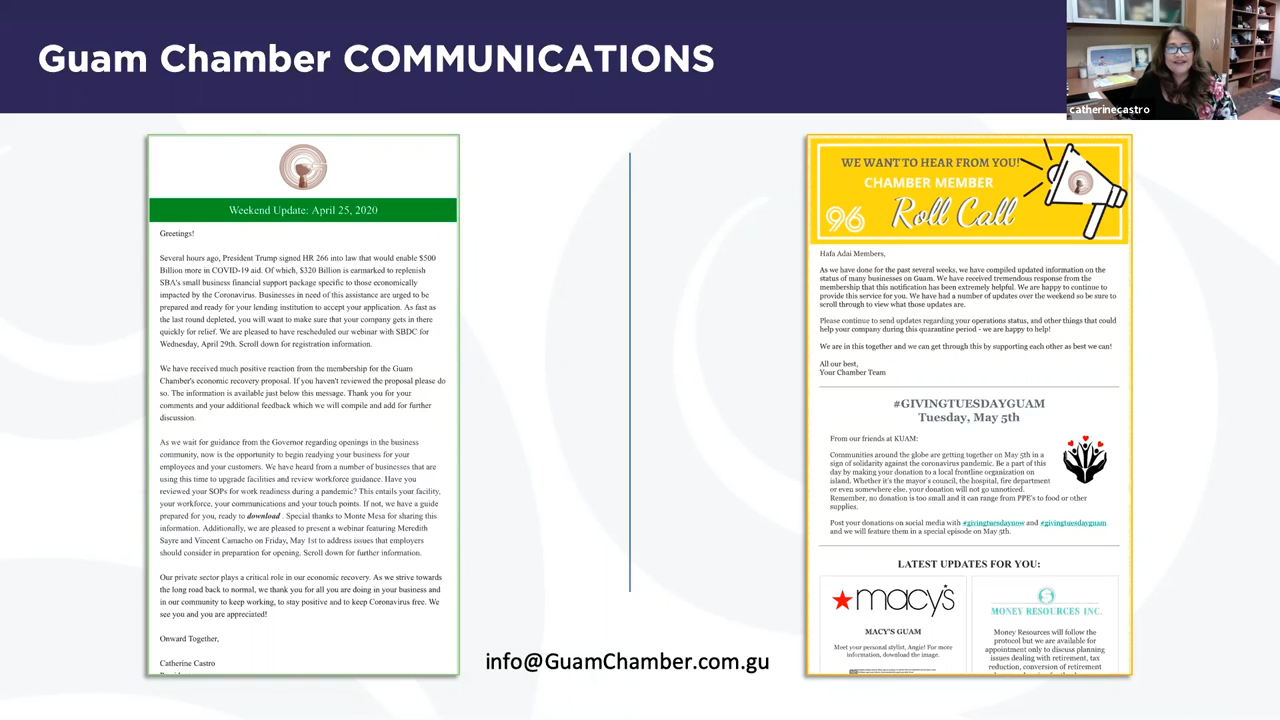 Guam Chamber COMMUNICATIONS
catherinecastro
Weekend Update: April 25, 2020
Greetings!
Several hours ago, President Trump signed HR 266 into law that would enable $500
Billion more in COVID-19 aid. Of which, $320 Billion is earmarked to replenish
SBA's small business financial support package specific to those economically
impacted by the Coronavirus. Businesses in need of this assistance are urged to be
prepared and ready for your lending institution to accept your application. As fast as
the last round depleted, you will want to make sure that your company gets in there
quickly for relief. We are pleased to have rescheduled our webinar with SBDC for
Wednesday, April 29th. Scroll down for registration information.
We have received much positive reaction from the membership for the Guam
Chamber's economic recovery proposal. If you haven't reviewed the proposal please do
so. The information is available just below this message. Thank you for your
comments and your additional feedback which we will compile and add for further
discussion.
As we wait for guidance from the Governor regarding openings in the business
community, now is the opportunity to begin readying your business for your
employees and your customers. We have heard from a number of businesses that are
using this time to upgrade facilities and review workforce guidance. Have you
reviewed your SOPs for work readiness during a pandemic? This entails your facility,
your workforce, your communications and your touch points. If not, we have a guide
prepared for you, ready to download . Special thanks to Monte Mesa for sharing this
information. Additionally, we are pleased to present a webinar featuring Meredith
Sayre and Vincent Camacho on Friday, May 1st to address issues that employers
should consider in preparation for opening. Scroll down for further information.
Our private sector plays a critical role in our economic recovery. As we strive towards
the long road back to normal, we thank you for all you are doing in your business and
in our community to keep working, to stay positive and to keep Coronavirus free. We
see you and you are appreciated!
Onward Together,
Catherine Castro
info@GuamChamber.com.gu
WE WANT TO HEAR FROM YOU!
CHAMBER MEMBER
96 Roll Call
Hafa Adai Members,
As we have done for the past several weeks, we have compiled updated information on the
status of many businesses on Guam. We have received tremendous response from the
membership that this notification has been extremely helpful. We are happy to continue to
provide this service for you. We have had a number of updates over the weekend so be sure to
scroll through to view what those updates are.
Please continue to send updates regarding your operations status, and other things that could
help your company during this quarantine period - we are happy to help!
We are in this together and we can get through this by supporting each other as best we can!
All our best,
Your Chamber Team
#GIVINGTUESDAYGUAM
Tuesday, May 5th
From our friends at KUAM:
Communities around the globe are getting together on May 5th in a
sign of solidarity against the coronavirus pandemic. Be a part of this
day by making your donation to a local frontline organization on
island. Whether it's the mayor's council, the hospital, fire department
or even somewhere else, your donation will not go unnoticed.
Remember, no donation is too small and it can range from PPE's to food or other
supplies.
Post your donations on social media with #givingtuesdaynow and #givingtuesdayguam
and we will feature them in a special episode on May 5th.
LATEST UPDATES FOR YOU:
macy's
MACY'S GUAM
Meet your personal stylist, Angie! For more
information, download the image.
MONEY RESOURCES INC.
Money Resources will follow the
protocol but we are available for
appointment only to discuss planning
issues dealing with retirement, tax
reduction, conversion of retirement